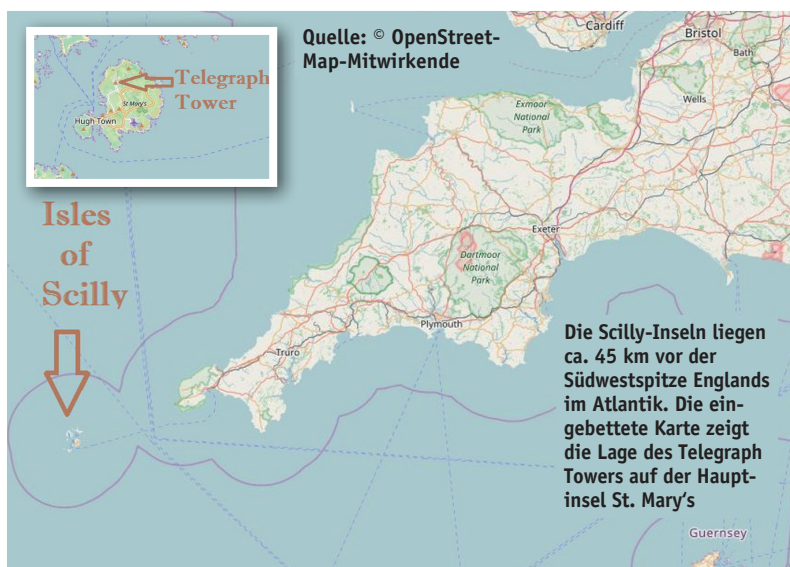 Quelle: © OpenStreet-
Map-Mitwirkende
Telegraph
Tower
St Mary's
Hugh Town
Isles
of
Scilly
Cardiff
Bristol
Bath
Wells
Exmoor
National
Park
Exeter
Dartmoor
National
Park
Plymouth
Truro
Die Scilly-Inseln liegen
ca. 45 km vor der
Südwestspitze Englands
im Atlantik. Die ein-
gebettete Karte zeigt
die Lage des Telegraph
Towers auf der Haupt-
insel St. Mary‘s
Guernsey